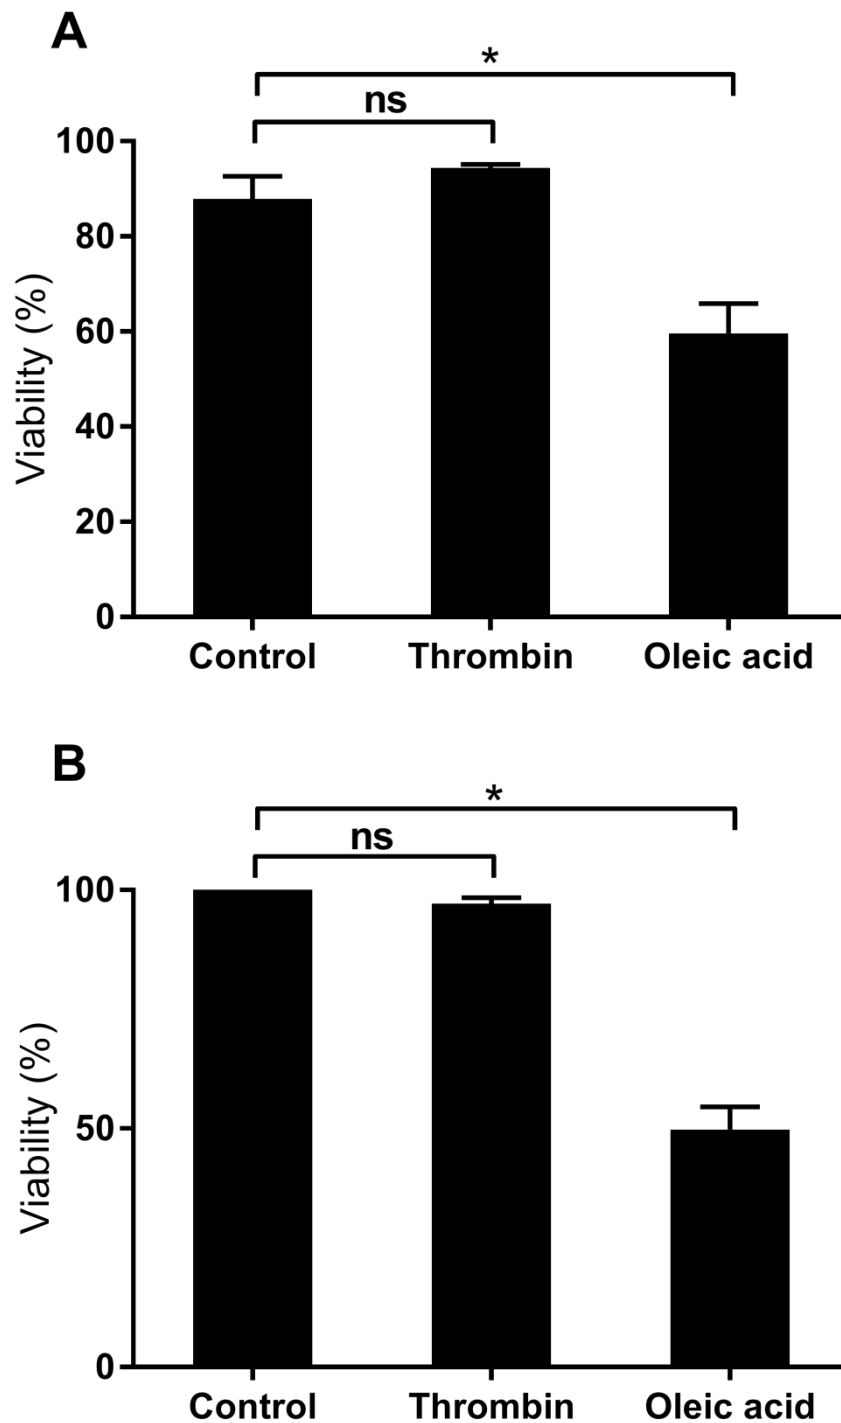 A
*
ns
100
80
60
40
20
0
Viability (%)
Control Thrombin Oleic acid
B
*
ns
100
50
0
Viability (%)
Control Thrombin Oleic acid